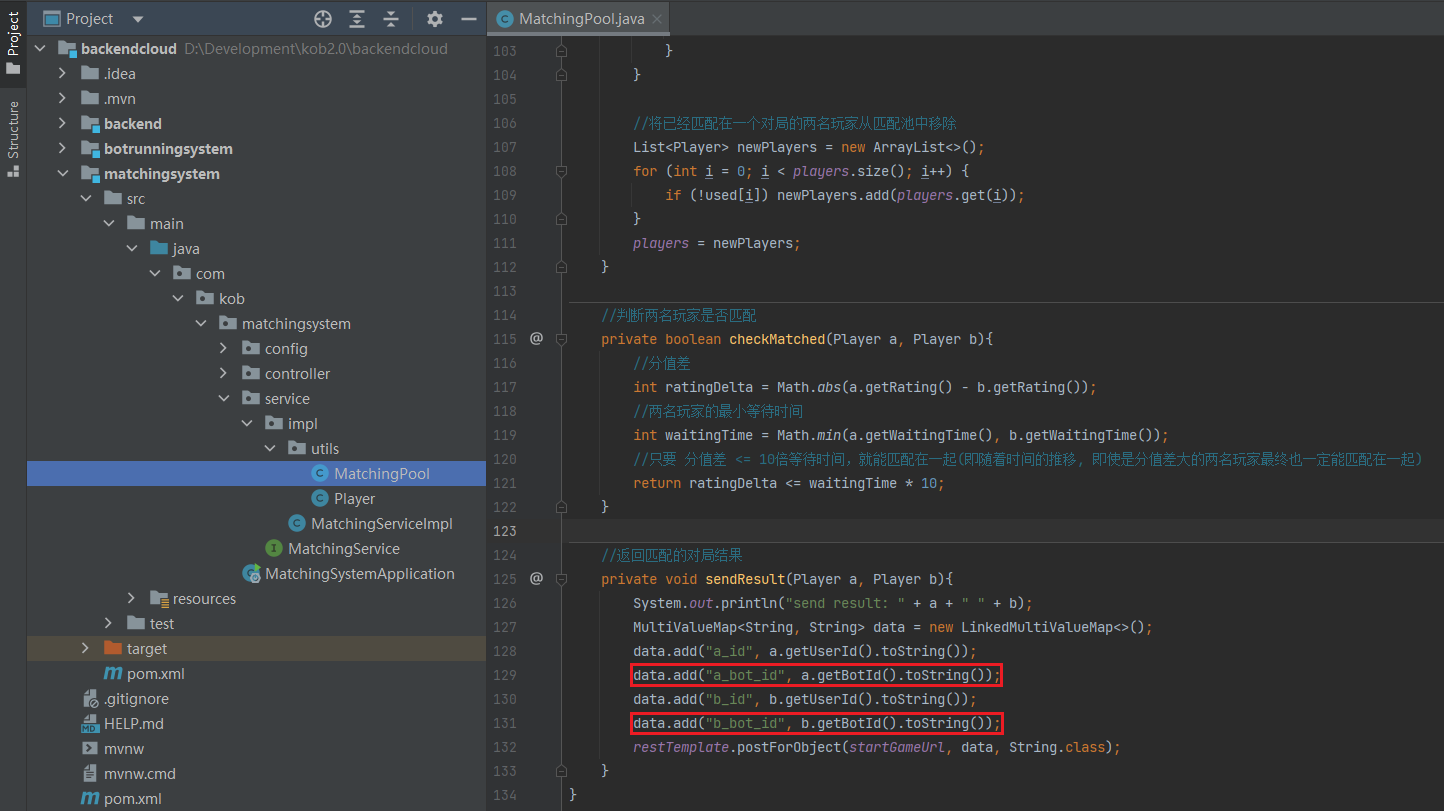 Project
Structure
Project
backendcloud D:\Development\kob2.0\backendcloud
.idea
.mvn
backend
botrunningsystem
matchingsystem
src
main
java
com
kob
matchingsystem
config
controller
service
impl
utils
MatchingPool
Player
MatchingServiceImpl
MatchingService
MatchingSystemApplication
resources
test
target
pom.xml
.gitignore
HELP.md
mvnw
mvnw.cmd
pom.xml
MatchingPool.java
103 }
104 }
105
106 //将已经匹配在一个对局的两名玩家从匹配池中移除
107 List<Player> newPlayers = new ArrayList<>();
108 for (int i = 0; i < players.size(); i++) {
109 if (!used[i]) newPlayers.add(players.get(i));
110 }
111 players = newPlayers;
112 }
113
114 //判断两名玩家是否匹配
115 @ private boolean checkMatched(Player a, Player b){
116 //分值差
117 int ratingDelta = Math.abs(a.getRating() - b.getRating());
118 //两名玩家的最小等待时间
119 int waitingTime = Math.min(a.getWaitingTime(), b.getWaitingTime());
120 //只要 分值差 <= 10倍等待时间，就能匹配在一起(即随着时间的推移, 即使是分值差大的两名玩家最终也一定能匹配在一起)
121 return ratingDelta <= waitingTime * 10;
122 }
123
124 //返回匹配的对局结果
125 @ private void sendResult(Player a, Player b){
126 System.out.println("send result: " + a + " " + b);
127 MultiValueMap<String, String> data = new LinkedMultiValueMap<>();
128 data.add("a_id", a.getUserId().toString());
129 data.add("a_bot_id", a.getBotId().toString());
130 data.add("b_id", b.getUserId().toString());
131 data.add("b_bot_id", b.getBotId().toString());
132 restTemplate.postForObject(startGameUrl, data, String.class);
133 }
134 }